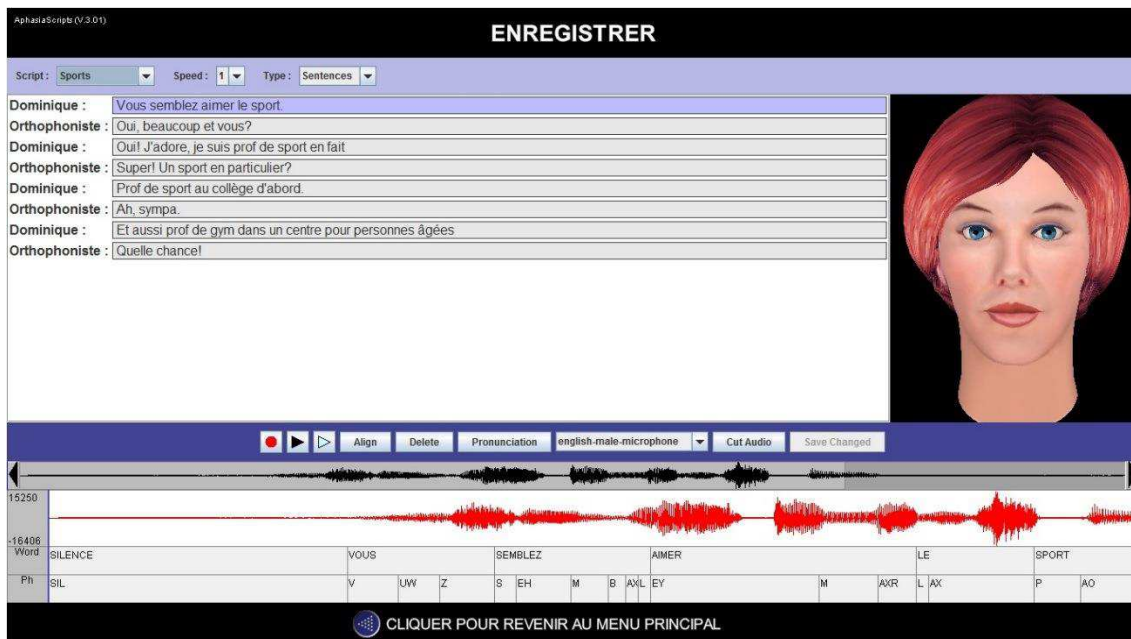 AphasiaScripts (V.3.01)
ENREGISTRER
Script : Sports Speed : 1 Type : Sentences
Dominique : Vous semblez aimer le sport.
Orthophoniste : Oui, beaucoup et vous?
Dominique : Oui! J'adore, je suis prof de sport en fait
Orthophoniste : Super! Un sport en particulier?
Dominique : Prof de sport au collège d'abord.
Orthophoniste : Ah, sympa.
Dominique : Et aussi prof de gym dans un centre pour personnes âgées
Orthophoniste : Quelle chance!
Align Delete Pronunciation english-male-microphone Cut Audio Save Changed
15250
-16406
Word SILENCE VOUS SEMBLEZ AIMER LE SPORT
Ph SIL V UW Z S EH M B AX L EY M AXR L AX P AO
CLIQUER POUR REVENIR AU MENU PRINCIPAL